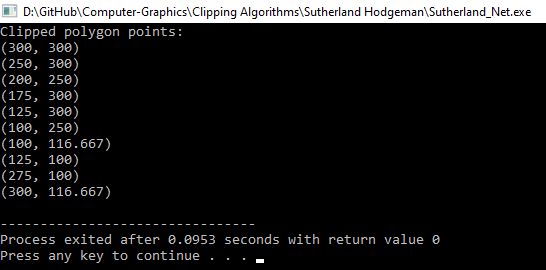 D:\GitHub\Computer-Graphics\Clipping Algorithms\Sutherland Hodgeman\Sutherland_Net.exe
Clipped polygon points:
(300, 300)
(250, 300)
(200, 250)
(175, 300)
(125, 300)
(100, 250)
(100, 116.667)
(125, 100)
(275, 100)
(300, 116.667)
--------------------------------
Process exited after 0.0953 seconds with return value 0
Press any key to continue . . .